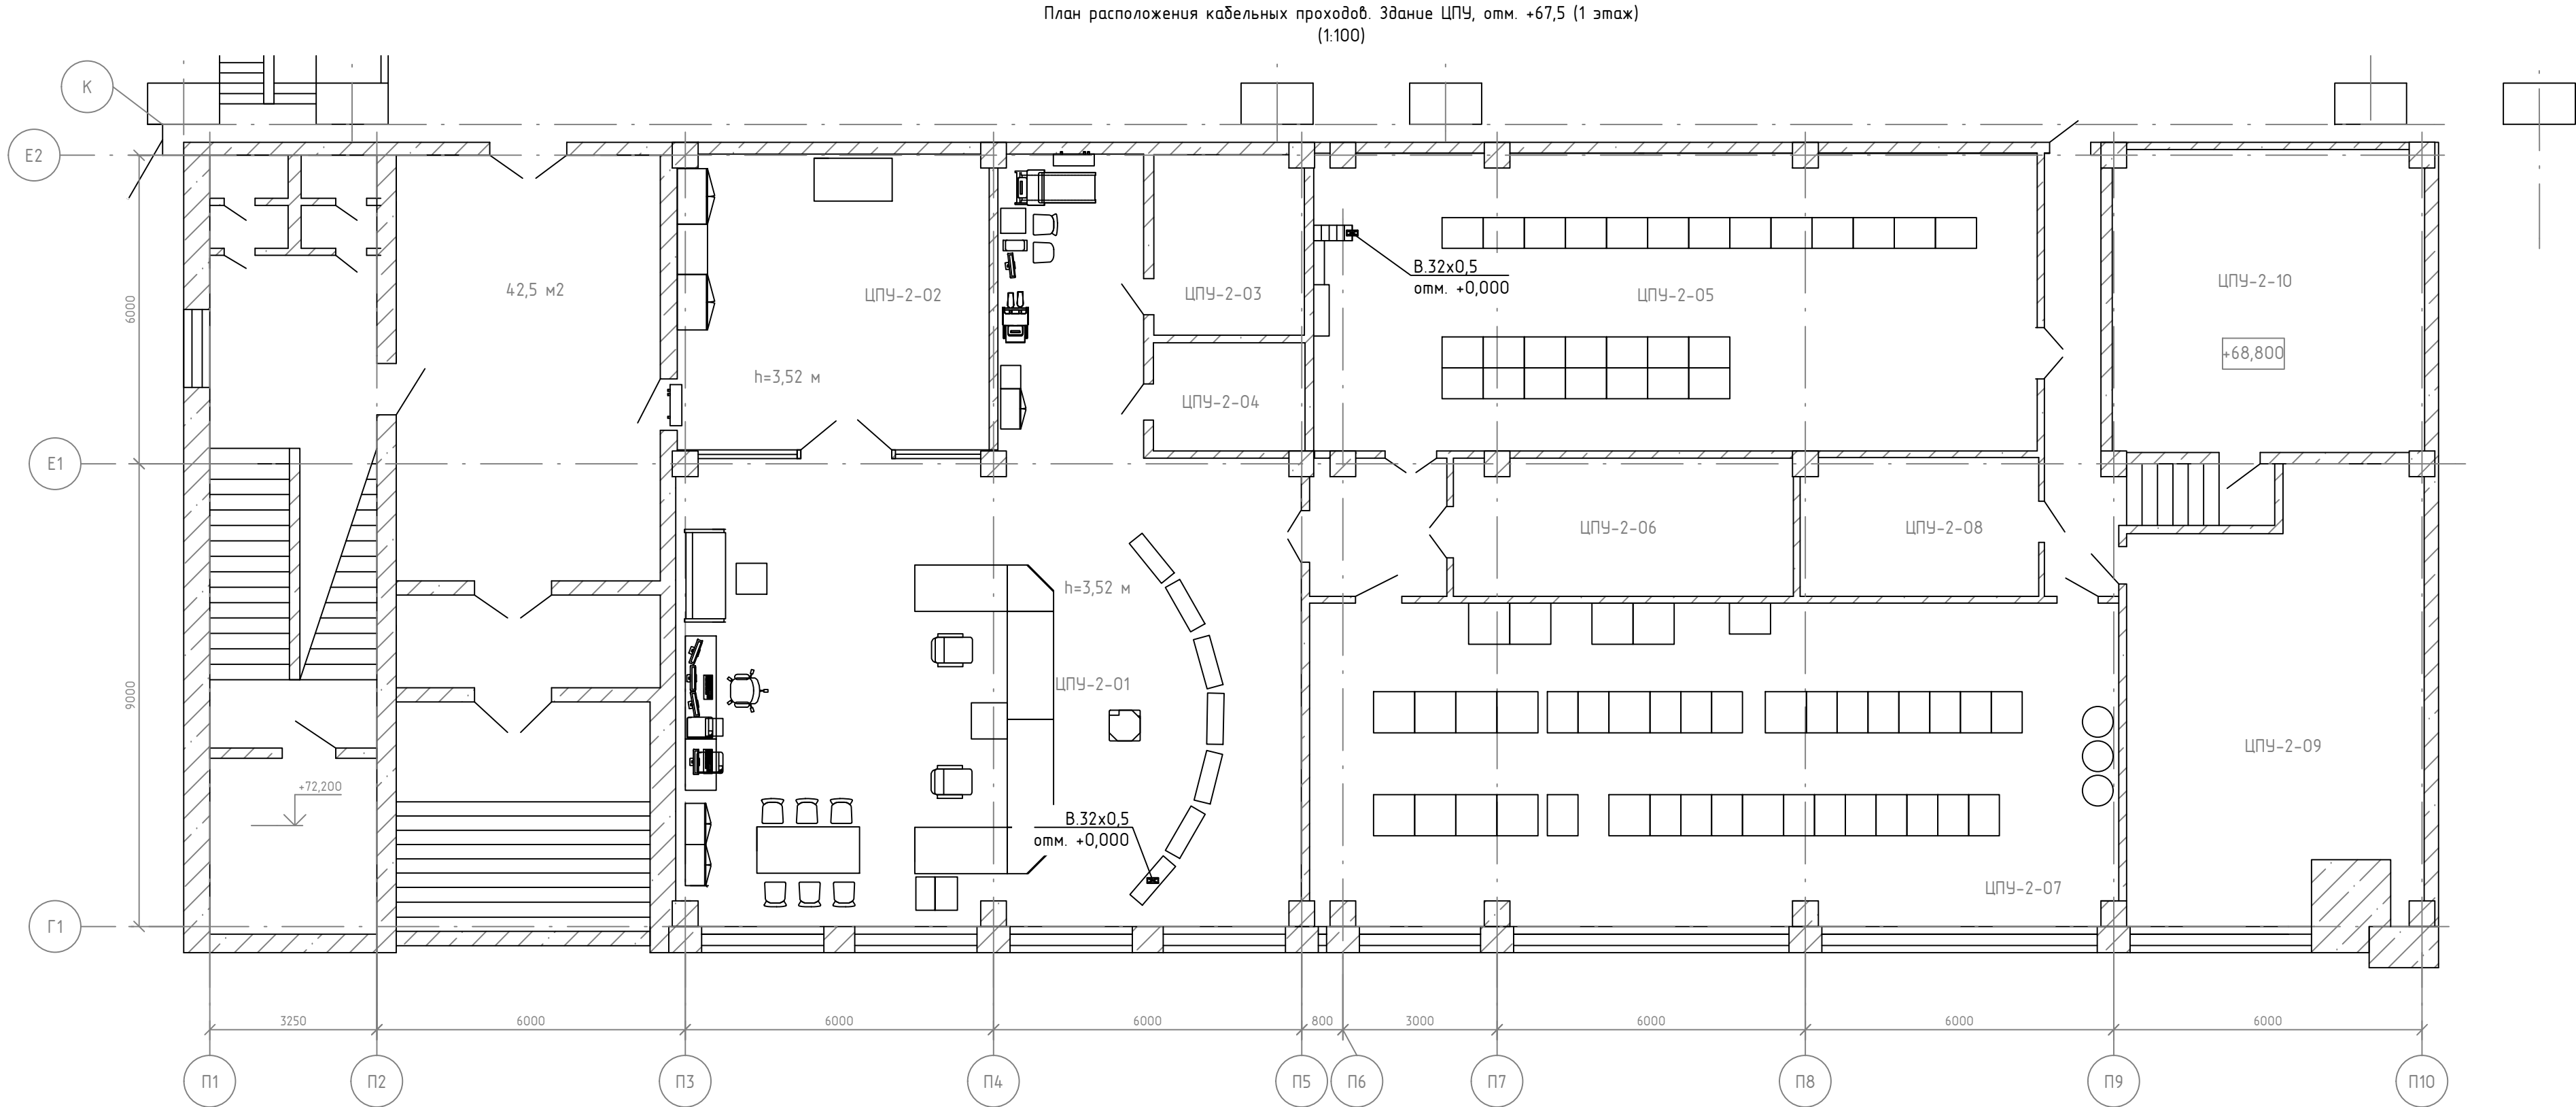 План расположения кабельных проходов. Здание ЦПУ, отм. +67,5 (1 этаж)
(1:100)
К
Е2
42,5 м2
ЦПУ-2-02
ЦПУ-2-03
В.32х0,5
отм. +0,000
ЦПУ-2-05
ЦПУ-2-10
6000
+68,800
h=3,52 м
ЦПУ-2-04
Е1
ЦПУ-2-06
ЦПУ-2-08
h=3,52 м
9000
ЦПУ-2-01
ЦПУ-2-09
+72,200
В.32х0,5
отм. +0,000
ЦПУ-2-07
Г1
3250 6000 6000 6000 800 3000 6000 6000 6000
П1 П2 П3 П4 П5 П6 П7 П8 П9 П10